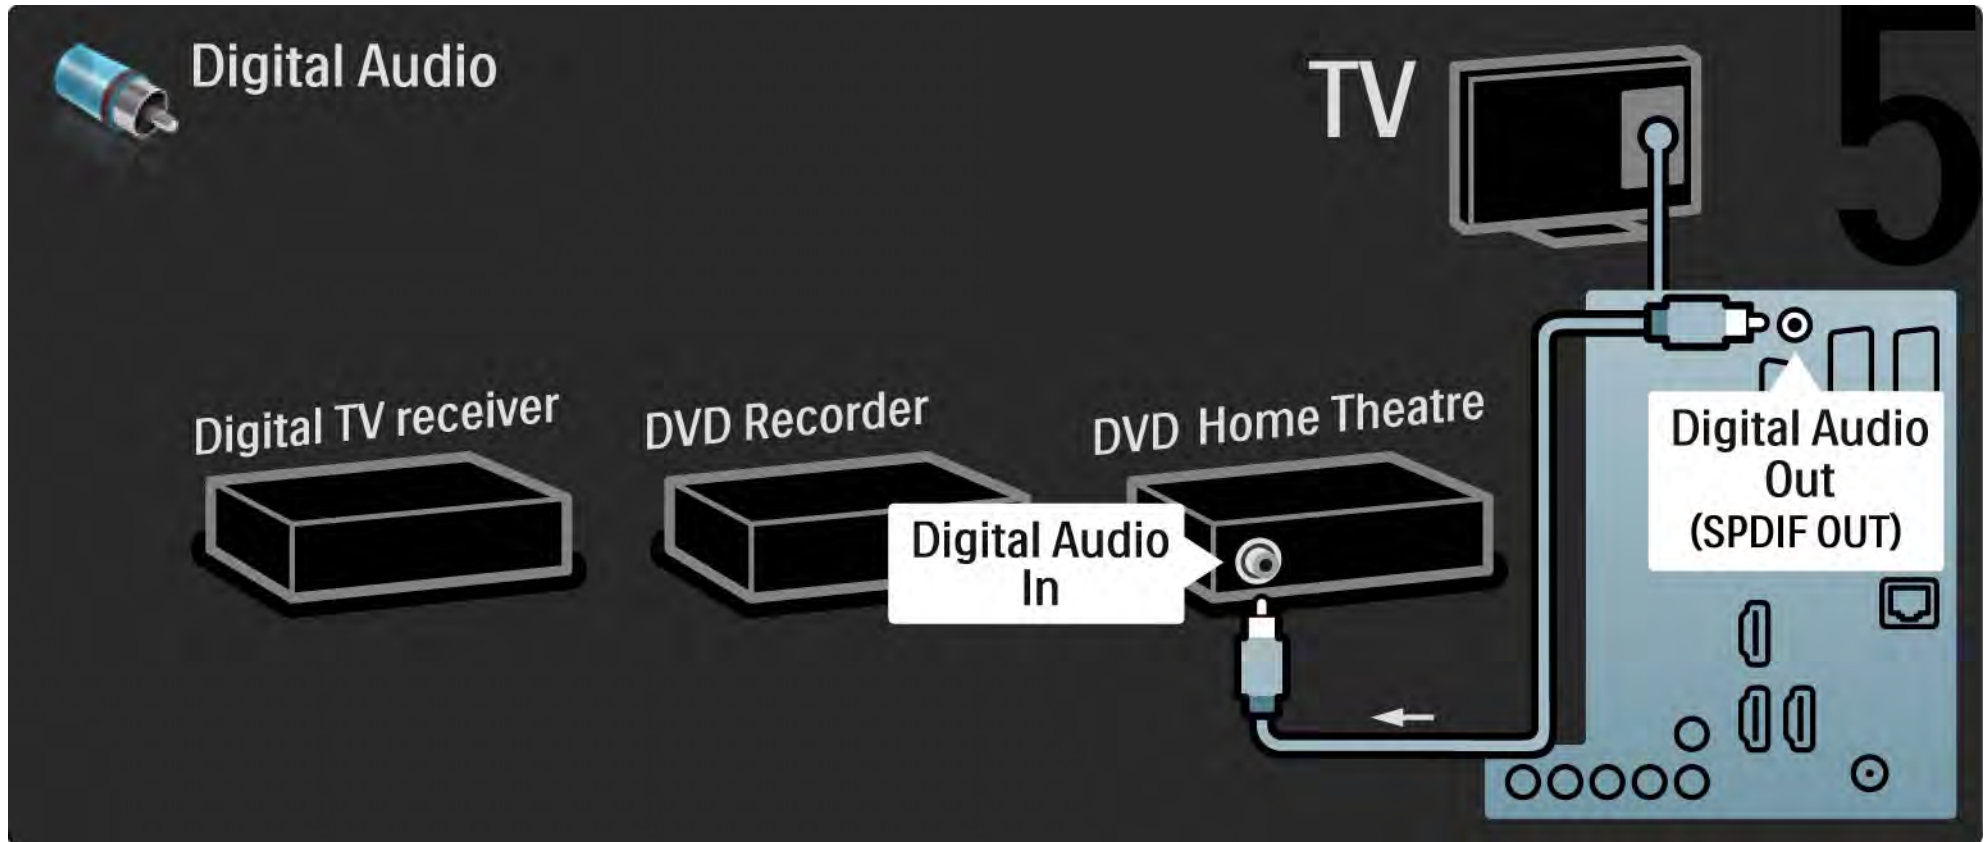 Digital Audio
TV
5
Digital TV receiver
DVD Recorder
DVD Home Theatre
Digital Audio
In
Digital Audio
Out
(SPDIF OUT)